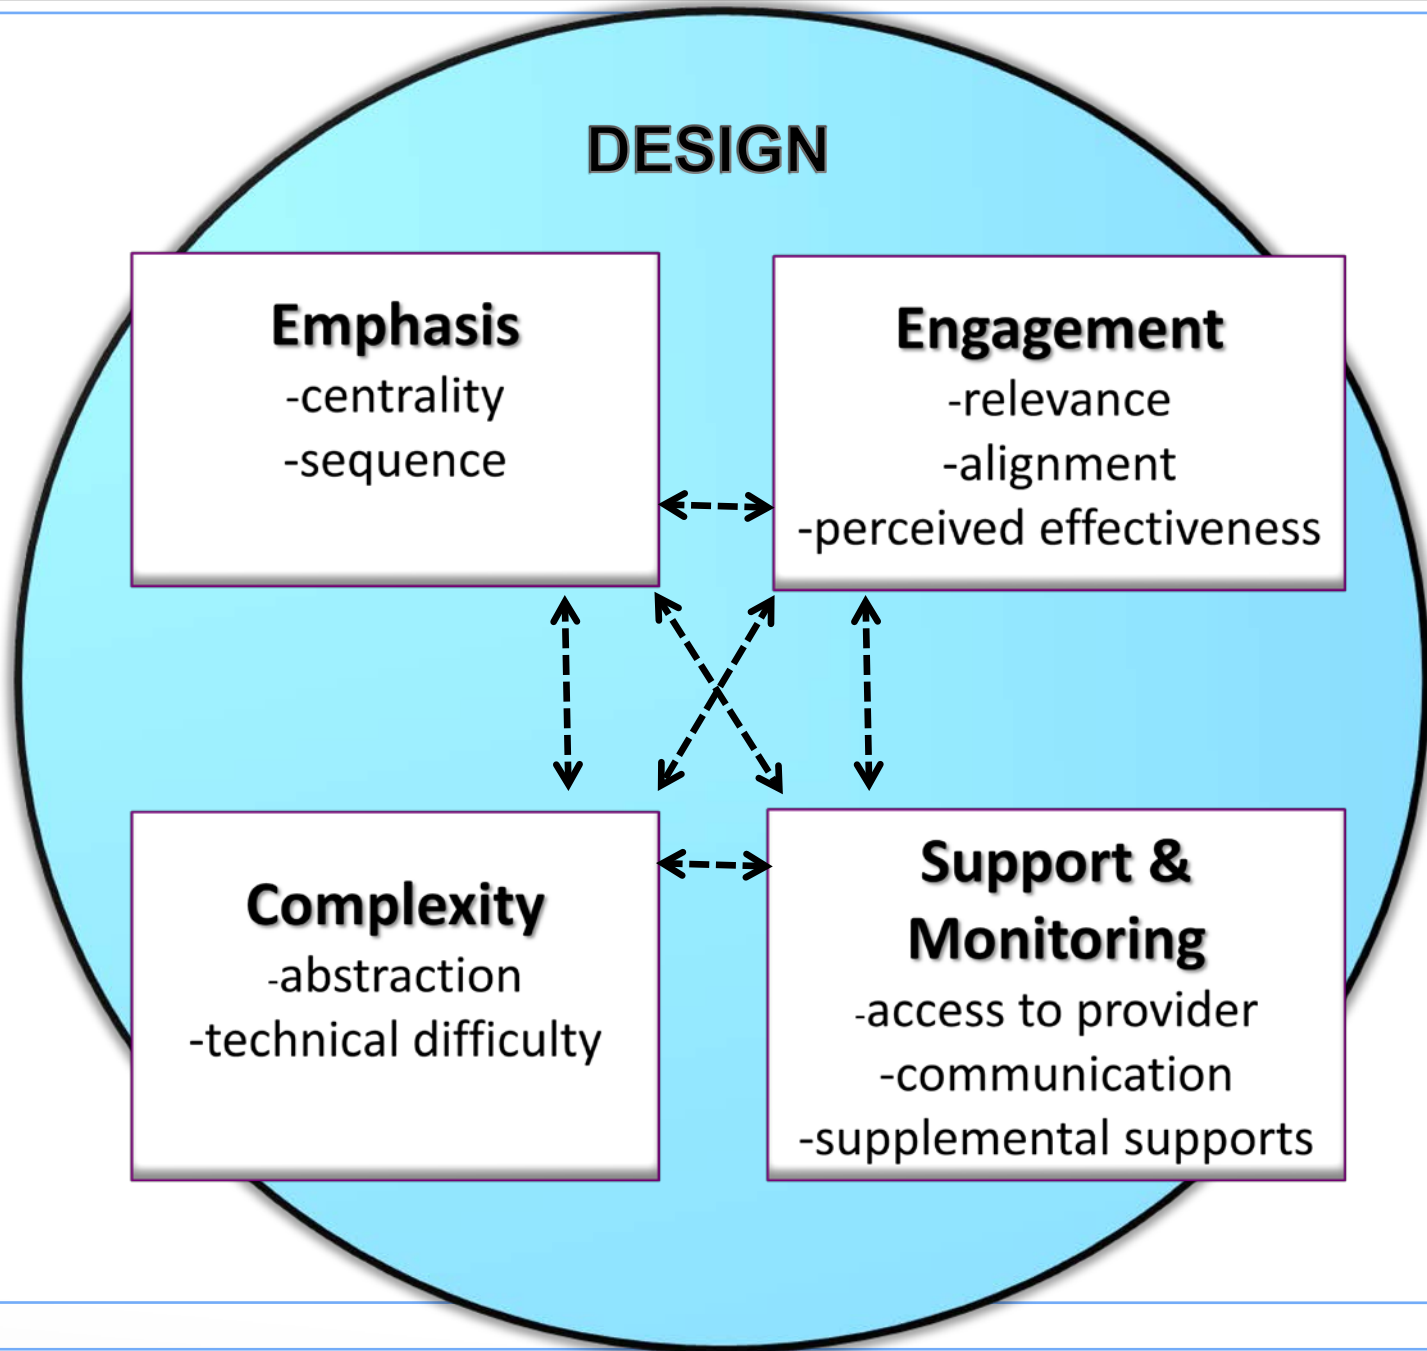 DESIGN
Emphasis
-centrality
-sequence
Engagement
-relevance
-alignment
-perceived effectiveness
Complexity
-abstraction
-technical difficulty
Support &
Monitoring
-access to provider
-communication
-supplemental supports